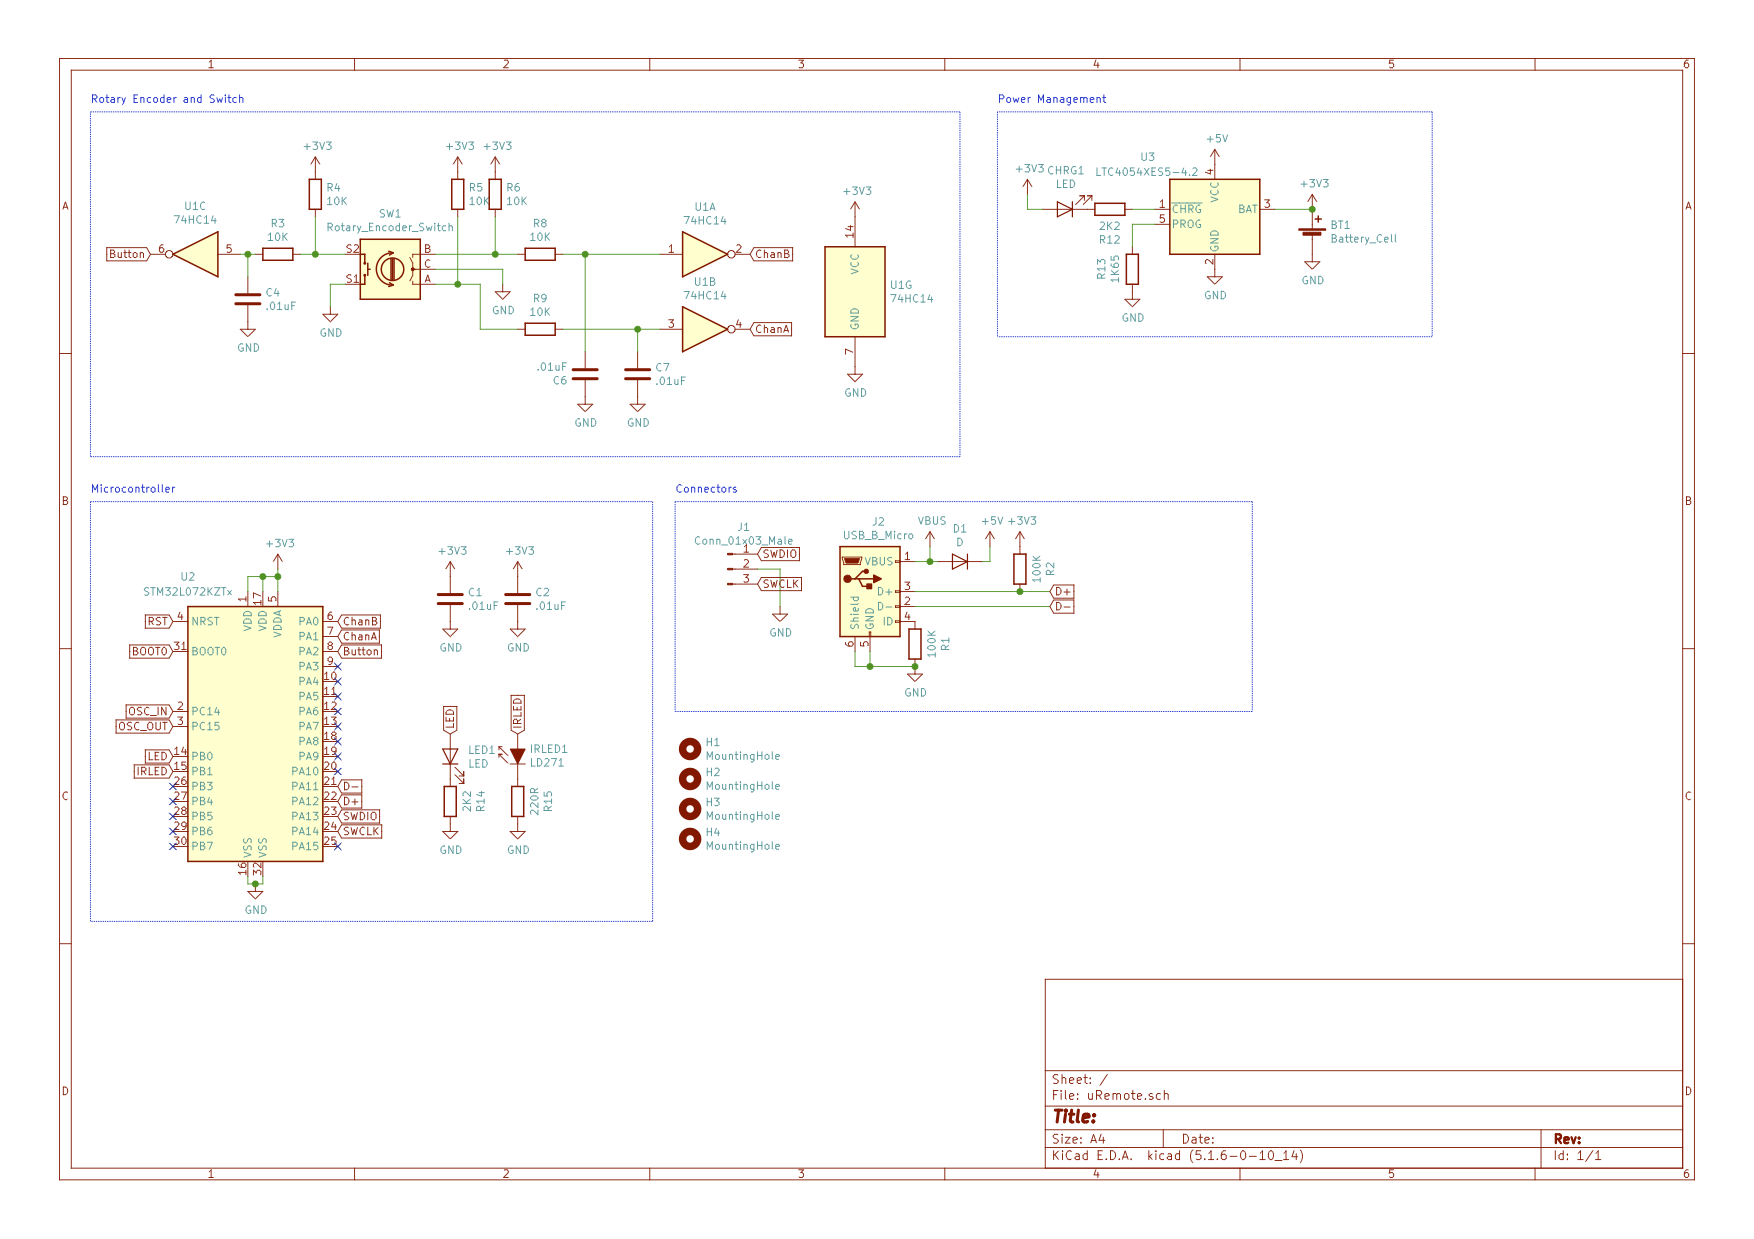 1 2 3 4 5 6
A
B
C
D
Rotary Encoder and Switch
+3V3
+3V3
+3V3
R4
10K
R5
10K
R6
10K
U1C
74HC14
Button
6
5
R3
10K
SW1
Rotary_Encoder_Switch
S2
S1
B
C
A
C4
.01uF
GND
GND
GND
R8
10K
R9
10K
U1A
74HC14
1
2
ChanB
U1B
74HC14
3
4
ChanA
.01uF
C6
C7
.01uF
GND
GND
+3V3
14
VCC
GND
7
U1G
74HC14
GND
Power Management
+3V3
CHRG1
LED
2K2
R12
R13
1K65
GND
U3
LTC4054XES5-4.2
+5V
4
VCC
1
CHRG
5
PROG
BAT
3
GND
2
GND
+3V3
+
BT1
Battery_Cell
GND
Microcontroller
+3V3
U2
STM32L072KZTx
1
17
5
VDD
VDD
VDDA
RST
4
NRST
BOOT0
31
BOOT0
OSC_IN
2
PC14
OSC_OUT
3
PC15
LED
14
PB0
IRLED
15
PB1
26
PB3
27
PB4
28
PB5
29
PB6
30
PB7
PA0
6
ChanB
PA1
7
ChanA
PA2
8
Button
PA3
9
PA4
10
PA5
11
PA6
12
PA7
13
PA8
18
PA9
19
PA10
20
PA11
21
D-
PA12
22
D+
PA13
23
SWDIO
PA14
24
SWCLK
PA15
25
VSS
VSS
16
32
GND
+3V3
C1
.01uF
GND
+3V3
C2
.01uF
GND
LED
LED1
LED
2K2
R14
GND
IRLED
IRLED1
LD271
220R
R15
GND
Connectors
J1
Conn_01x03_Male
1
SWDIO
2
3
SWCLK
GND
J2
USB_B_Micro
VBUS
1
D+
3
D-
2
ID
4
Shield
GND
6
5
VBUS
D1
D
+5V
+3V3
100K
R2
D+
D-
100K
R1
GND
H1
MountingHole
H2
MountingHole
H3
MountingHole
H4
MountingHole
Sheet: /
File: uRemote.sch
Title:
Size: A4
Date:
Rev:
KiCad E.D.A. kicad (5.1.6-0-10_14)
Id: 1/1
A
B
C
D
1 2 3 4 5 6